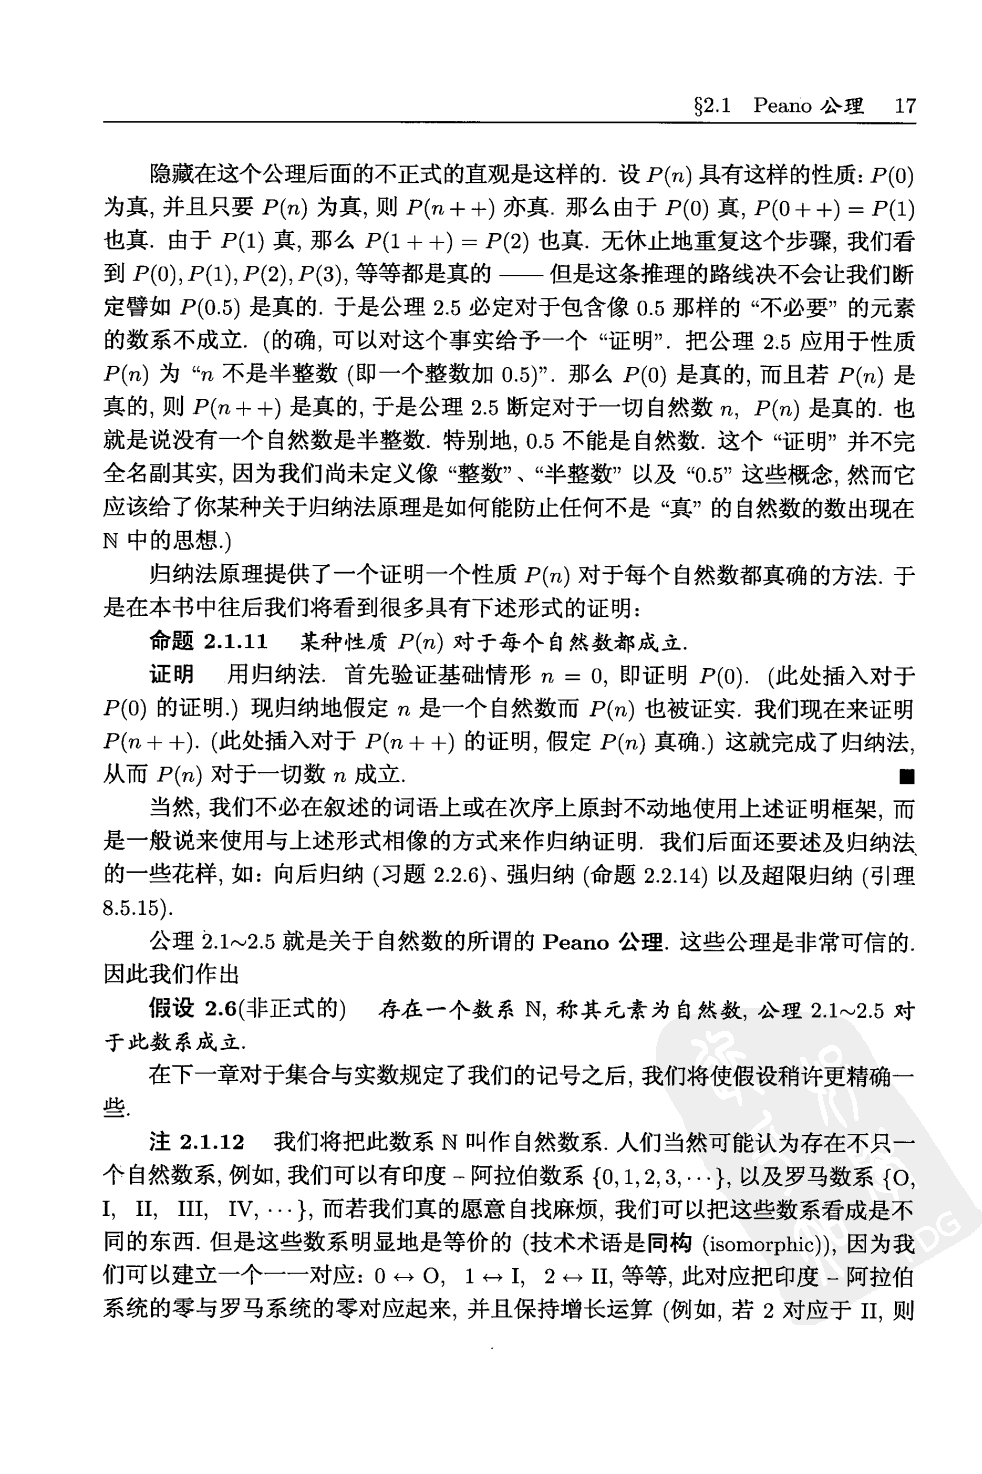 §2.1 Peano 公理 17
隐藏在这个公理后面的不正式的直观是这样的. 设 P(n) 具有这样的性质: P(0)
为真, 并且只要 P(n) 为真, 则 P(n++) 亦真. 那么由于 P(0) 真, P(0++) = P(1)
也真. 由于 P(1) 真, 那么 P(1++) = P(2) 也真. 无休止地重复这个步骤, 我们看
到 P(0), P(1), P(2), P(3), 等等都是真的 —— 但是这条推理的路线决不会让我们断
定譬如 P(0.5) 是真的. 于是公理 2.5 必定对于包含像 0.5 那样的 “不必要” 的元素
的数系不成立. (的确, 可以对这个事实给予一个 “证明”. 把公理 2.5 应用于性质
P(n) 为 “n 不是半整数 (即一个整数加 0.5)”. 那么 P(0) 是真的, 而且若 P(n) 是
真的, 则 P(n++) 是真的, 于是公理 2.5 断定对于一切自然数 n, P(n) 是真的. 也
就是说没有一个自然数是半整数. 特别地, 0.5 不能是自然数. 这个 “证明” 并不完
全名副其实, 因为我们尚未定义像 “整数”、“半整数” 以及 “0.5” 这些概念, 然而它
应该给了你某种关于归纳法原理是如何能防止任何不是 “真” 的自然数的数出现在
ℕ 中的思想.)
归纳法原理提供了一个证明一个性质 P(n) 对于每个自然数都真确的方法. 于
是在本书中往后我们将看到很多具有下述形式的证明:
命题 2.1.11 某种性质 P(n) 对于每个自然数都成立.
证明 用归纳法. 首先验证基础情形 n = 0, 即证明 P(0). (此处插入对于
P(0) 的证明.) 现归纳地假定 n 是一个自然数而 P(n) 也被证实. 我们现在来证明
P(n++). (此处插入对于 P(n++) 的证明, 假定 P(n) 真确.) 这就完成了归纳法,
从而 P(n) 对于一切数 n 成立. ■
当然, 我们不必在叙述的词语上或在次序上原封不动地使用上述证明框架, 而
是一般说来使用与上述形式相像的方式来作归纳证明. 我们后面还要述及归纳法
的一些花样, 如: 向后归纳 (习题 2.2.6)、强归纳 (命题 2.2.14) 以及超限归纳 (引理
8.5.15).
公理 2.1~2.5 就是关于自然数的所谓的 Peano 公理. 这些公理是非常可信的.
因此我们作出
假设 2.6(非正式的) 存在一个数系 ℕ, 称其元素为自然数, 公理 2.1~2.5 对
于此数系成立.
在下一章对于集合与实数规定了我们的记号之后, 我们将使假设稍许更精确一
些.
注 2.1.12 我们将把此数系 ℕ 叫作自然数系. 人们当然可能认为存在不只一
个自然数系, 例如, 我们可以有印度 – 阿拉伯数系 {0, 1, 2, 3, ···}, 以及罗马数系 {O,
I, II, III, IV, ···}, 而若我们真的愿意自找麻烦, 我们可以把这些数系看成是不
同的东西. 但是这些数系明显地是等价的 (技术术语是同构 (isomorphic)), 因为我
们可以建立一个一一对应: 0 ↔ O, 1 ↔ I, 2 ↔ II, 等等, 此对应把印度 – 阿拉伯
系统的零与罗马系统的零对应起来, 并且保持增长运算 (例如, 若 2 对应于 II, 则